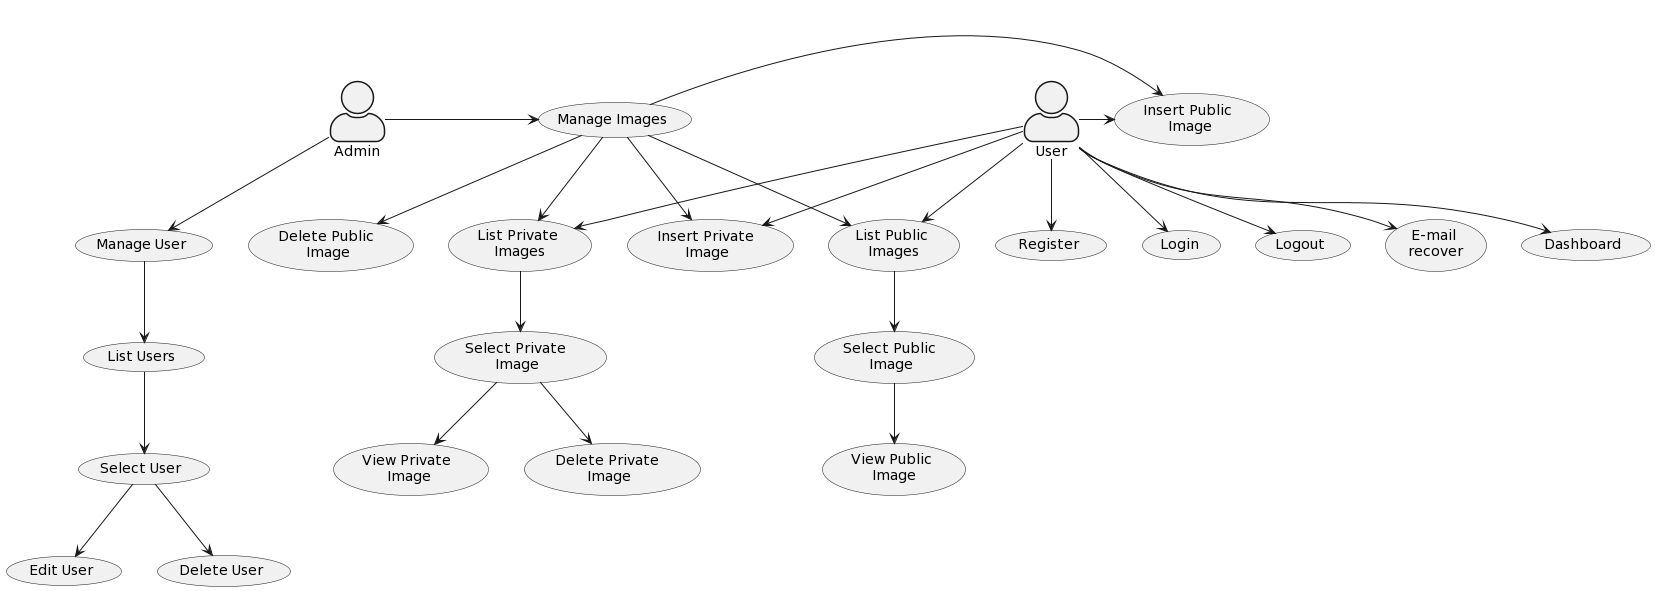 Manage Images
Insert Public
Image
Admin
User
Manage User
Delete Public
Image
List Private
Images
Insert Private
Image
List Public
Images
Register
Login
Logout
E-mail
recover
Dashboard
List Users
Select Private
Image
Select Public
Image
Select User
View Private
Image
Delete Private
Image
View Public
Image
Edit User
Delete User